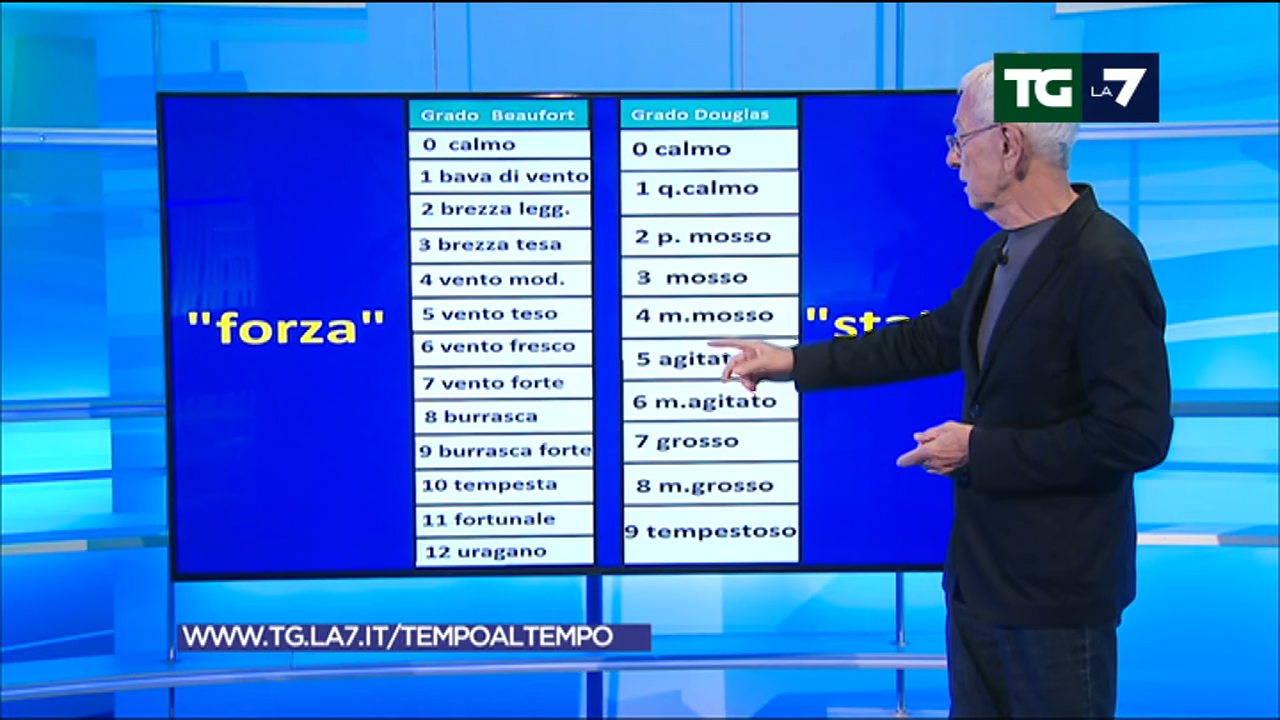 TG LA7
Grado Beaufort
0 calmo
1 bava di vento
2 brezza legg.
3 brezza tesa
4 vento mod.
5 vento teso
6 vento fresco
7 vento forte
8 burrasca
9 burrasca forte
10 tempesta
11 fortunale
12 uragano
Grado Douglas
0 calmo
1 q.calmo
2 p. mosso
3 mosso
4 m.mosso
5 agitat
6 m.agitato
7 grosso
8 m.grosso
9 tempestoso
"forza"
WWW.TG.LA7.IT/TEMPOALTEMPO